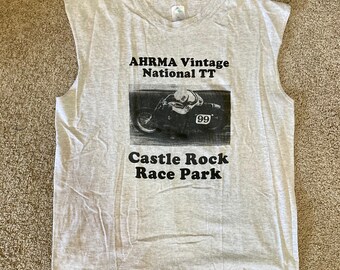 AHRMA Vintage
National TT
99
Castle Rock
Race Park